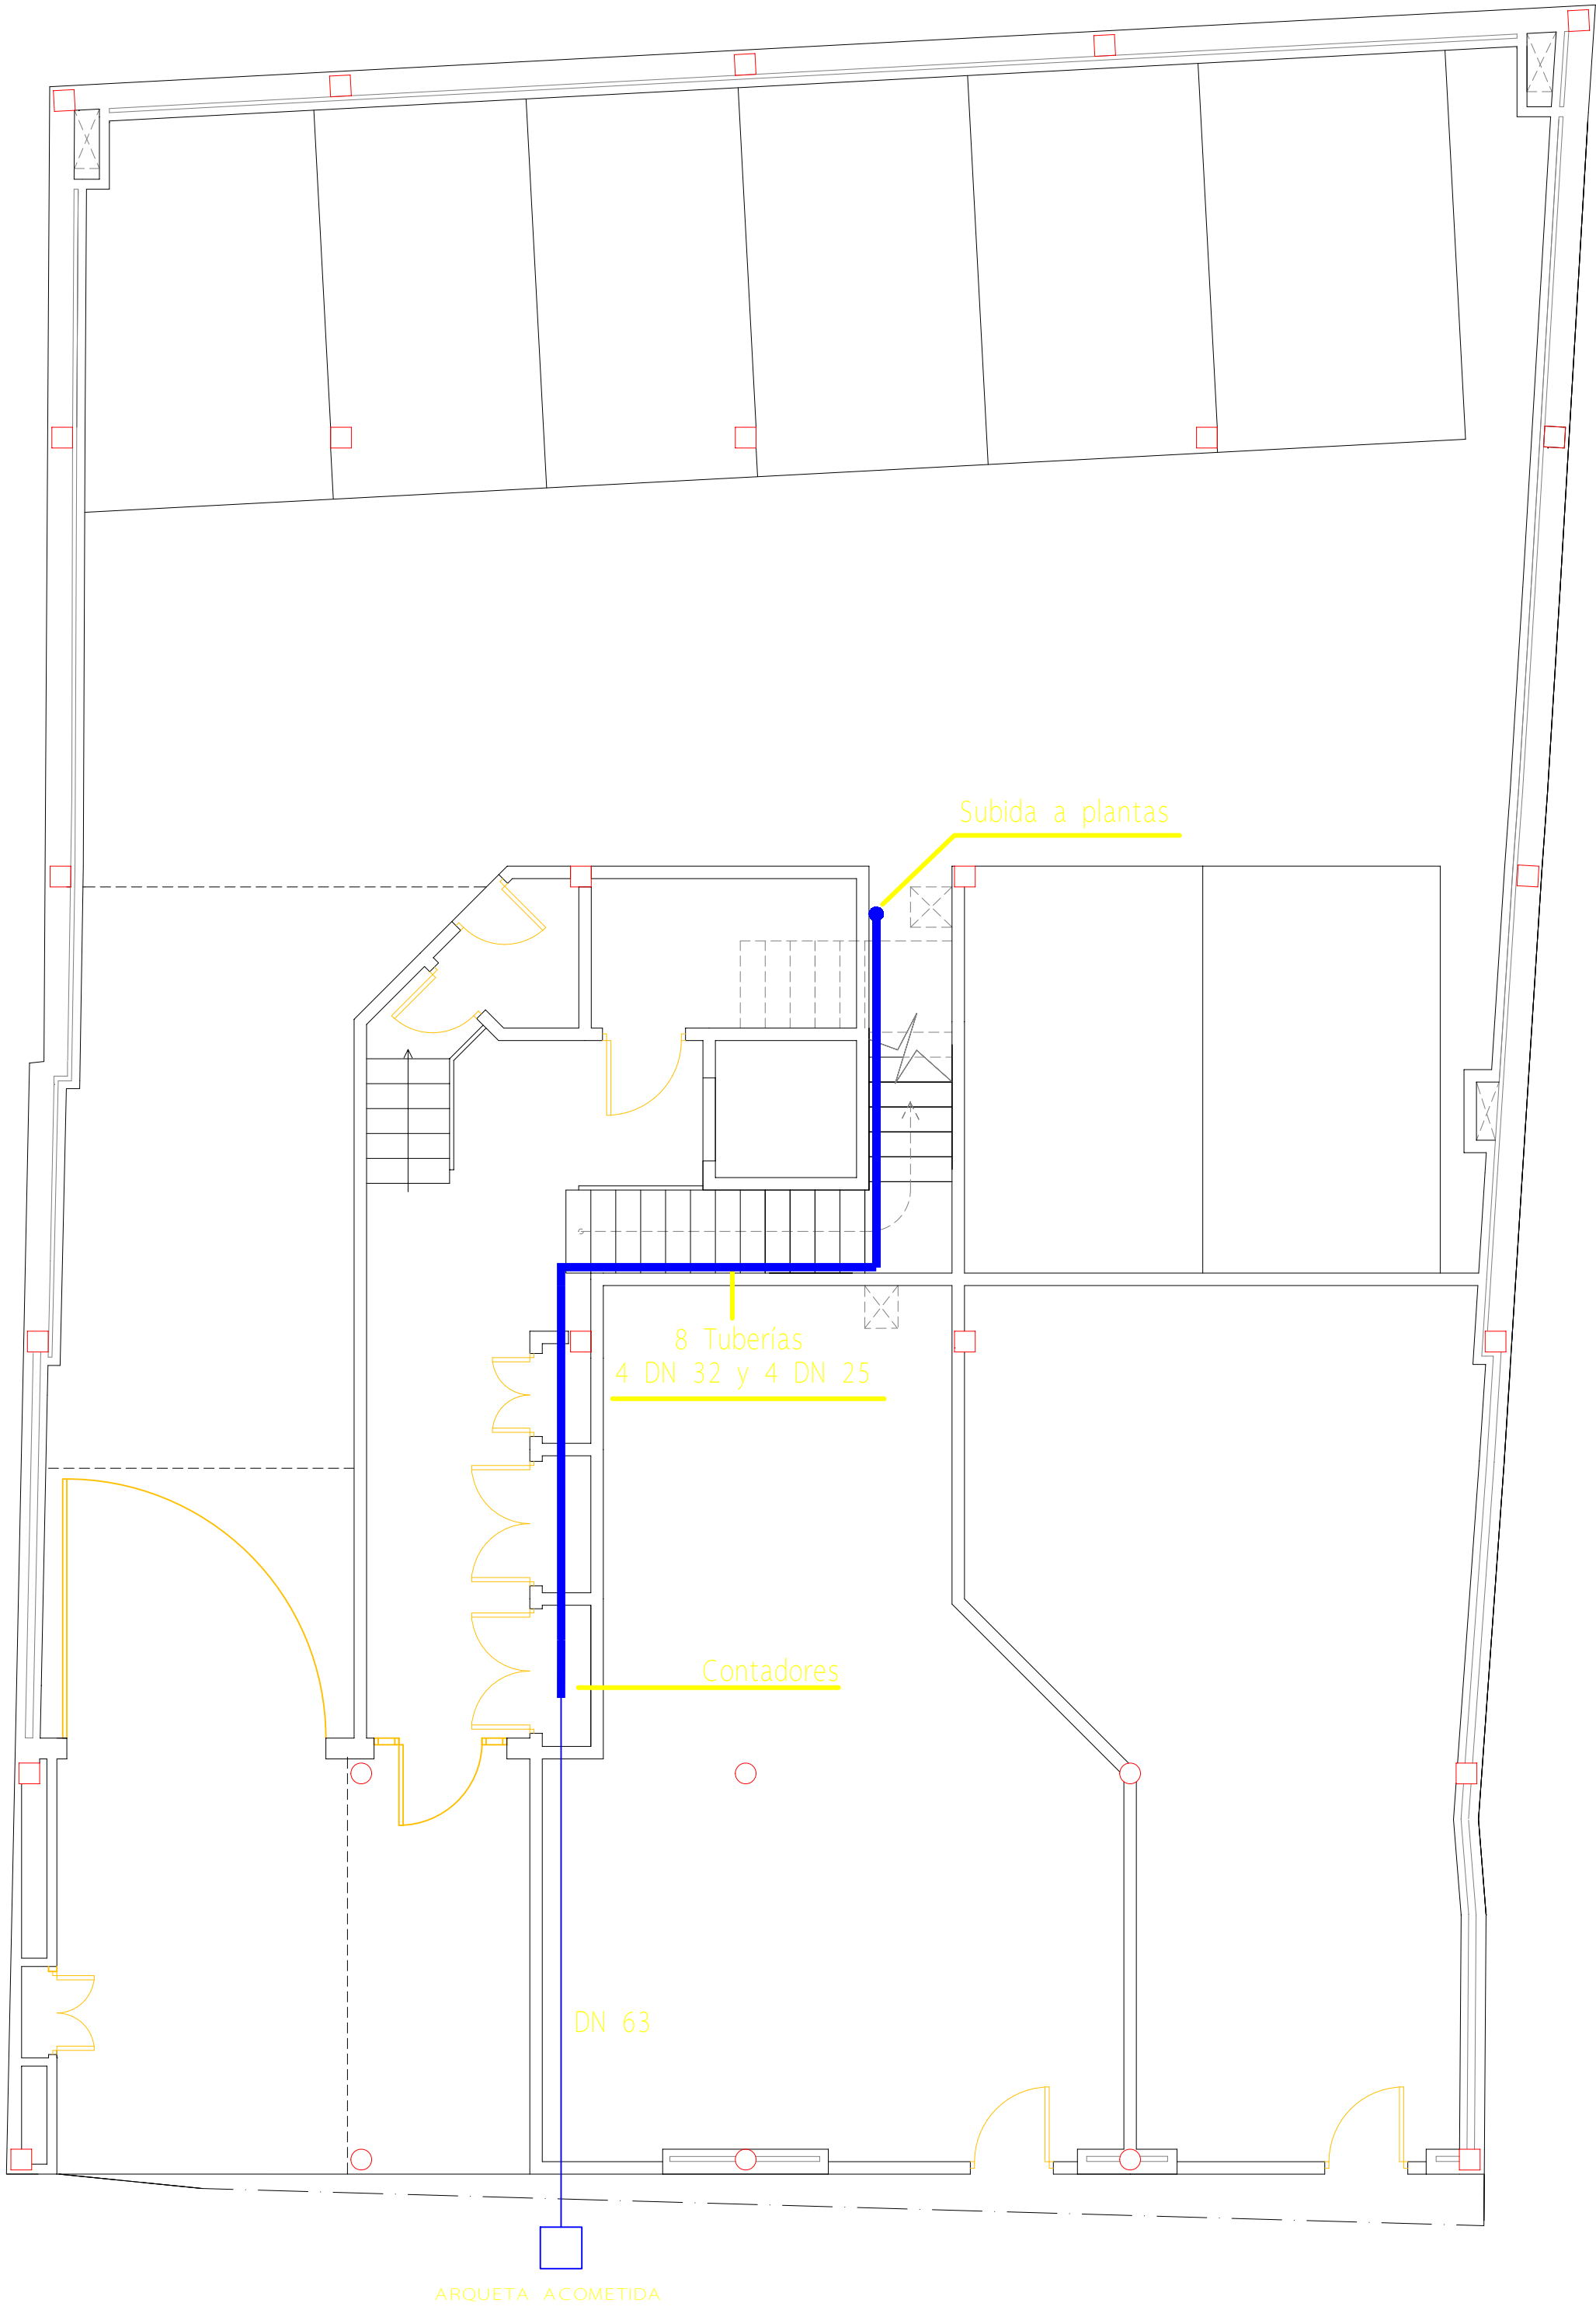 Subida a plantas
8 Tuberías
4 DN 32 y 4 DN 25
Contadores
DN 63
ARQUETA ACOMETIDA